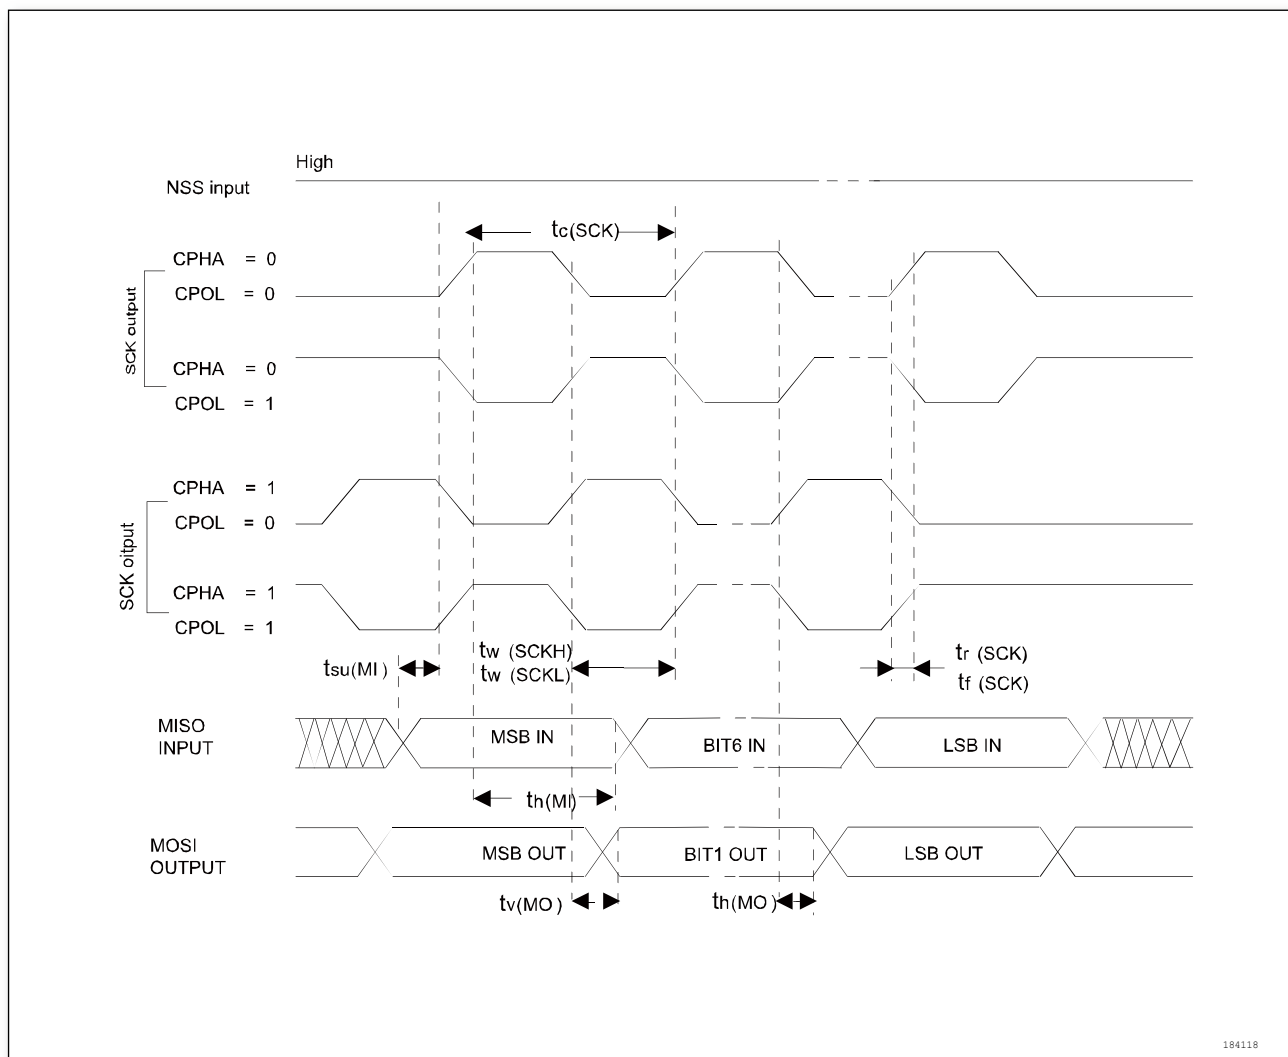 High
NSS input
tc(SCK)
CPHA = 0
CPOL = 0
SCK output
CPHA = 0
CPOL = 1
CPHA = 1
CPOL = 0
SCK oitput
CPHA = 1
CPOL = 1
tsu(MI)
tw (SCKH)
tw (SCKL)
tr (SCK)
tf (SCK)
MISO
INPUT
MSB IN
BIT6 IN
LSB IN
th(MI)
MOSI
OUTPUT
MSB OUT
BIT1 OUT
LSB OUT
tv(MO)
th(MO)
184118